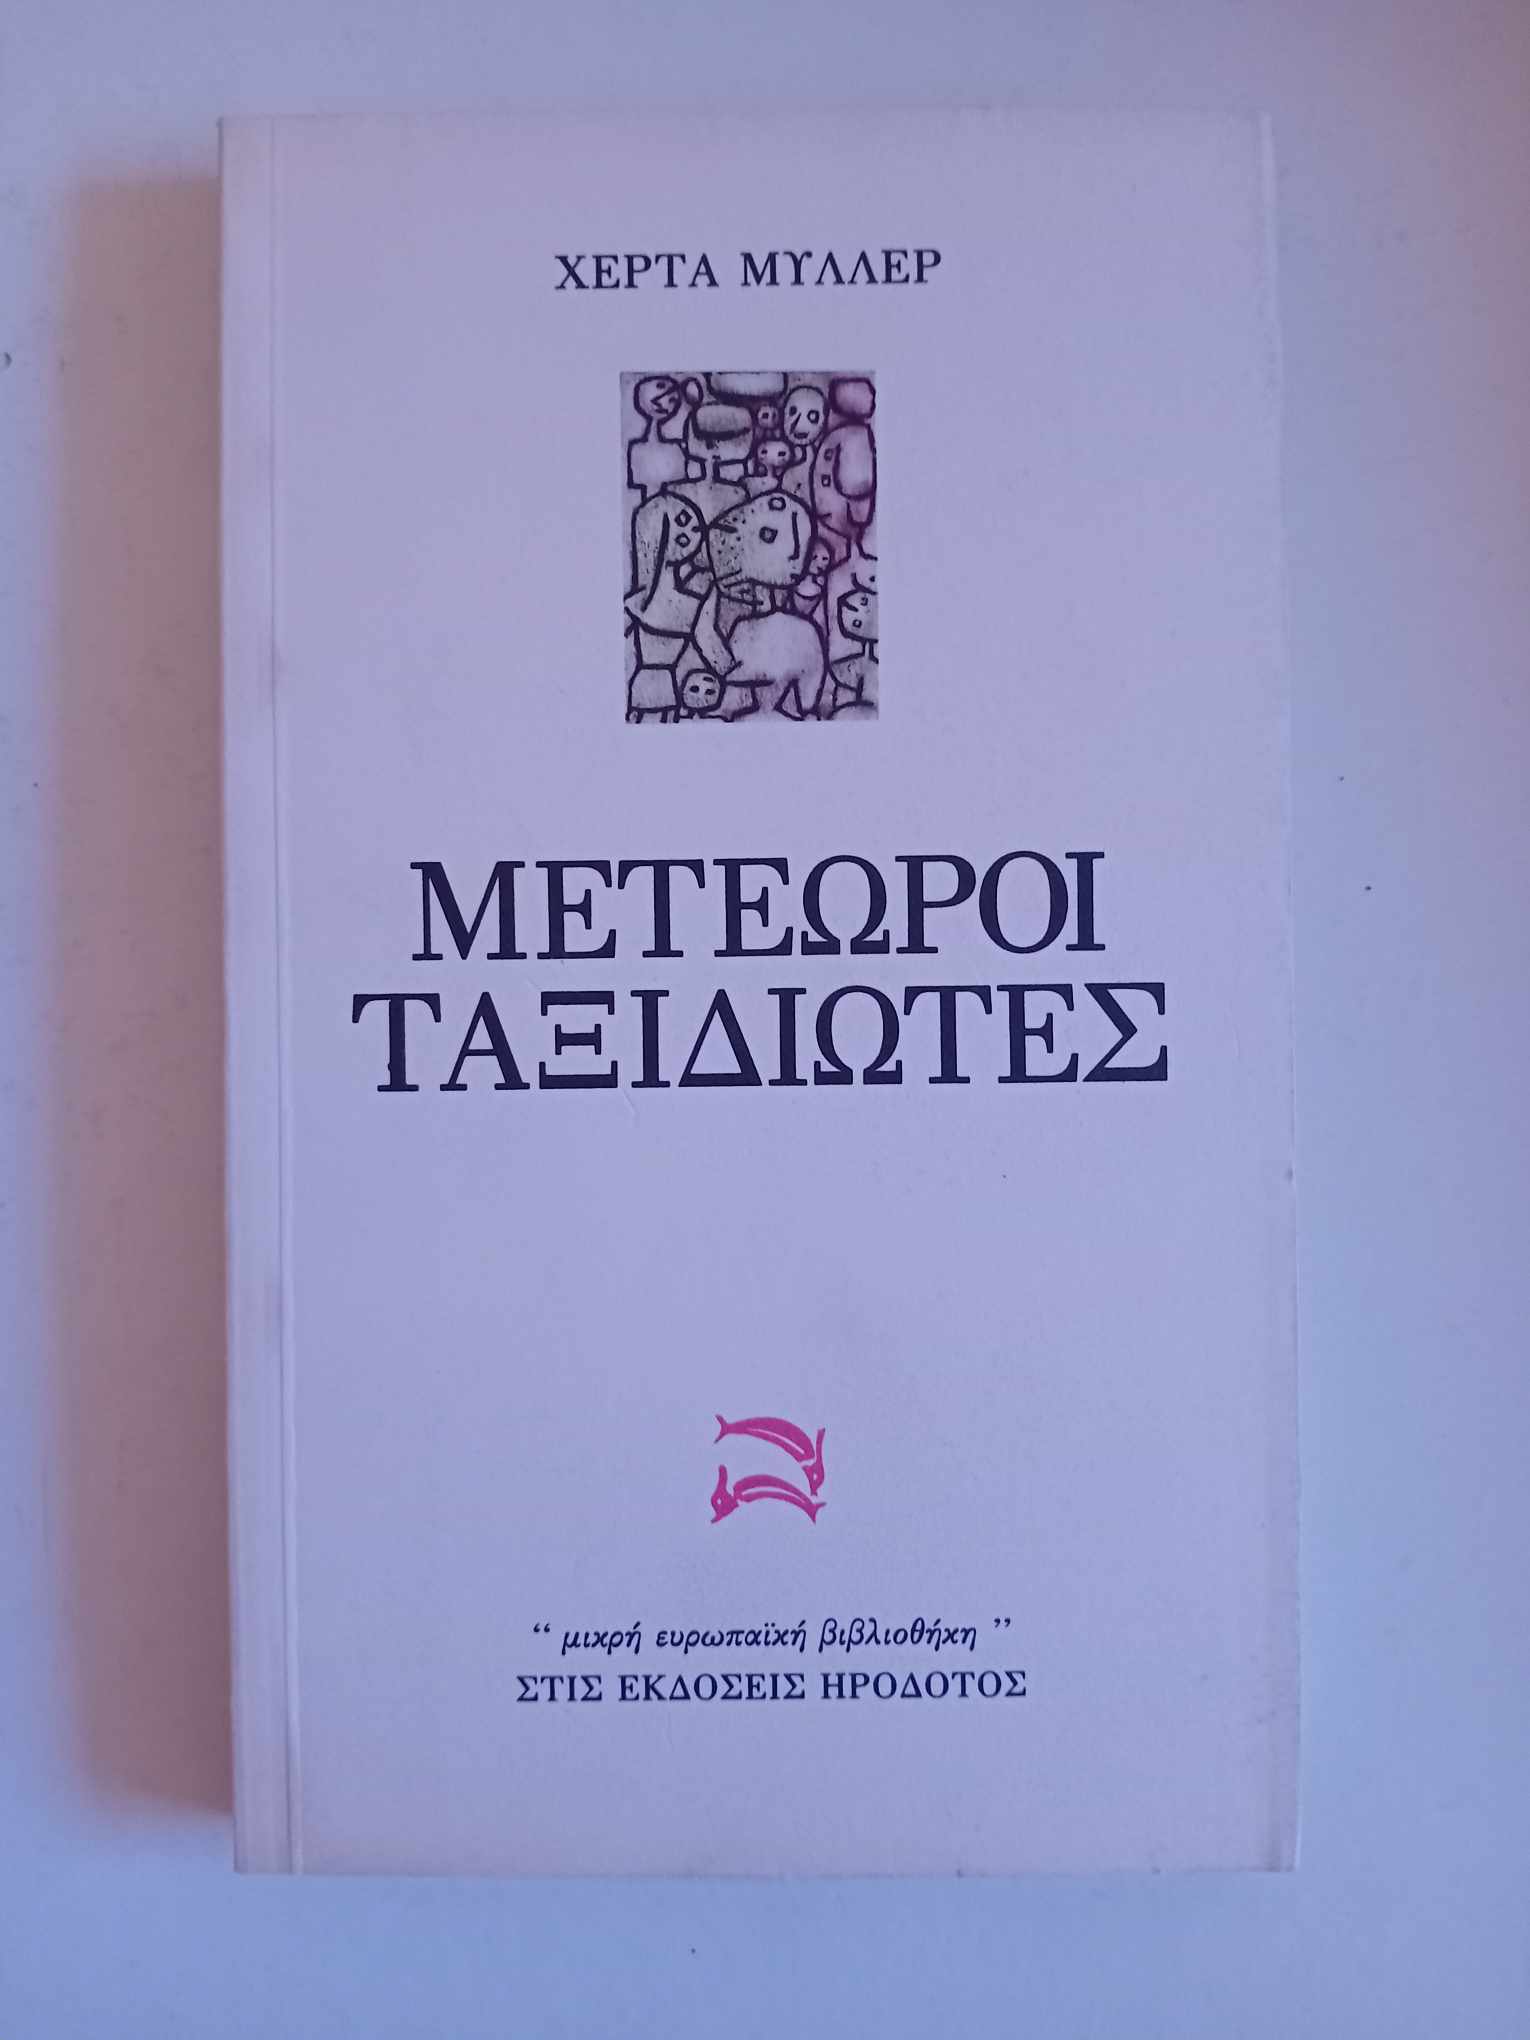 ΧΕΡΤΑ ΜΥΛΛΕΡ
ΜΕΤΕΩΡΟΙ
ΤΑΞΙΔΙΩΤΕΣ
“ μικρή ευρωπαϊκή βιβλιοθήκη ”
ΣΤΙΣ ΕΚΔΟΣΕΙΣ ΗΡΟΔΟΤΟΣ